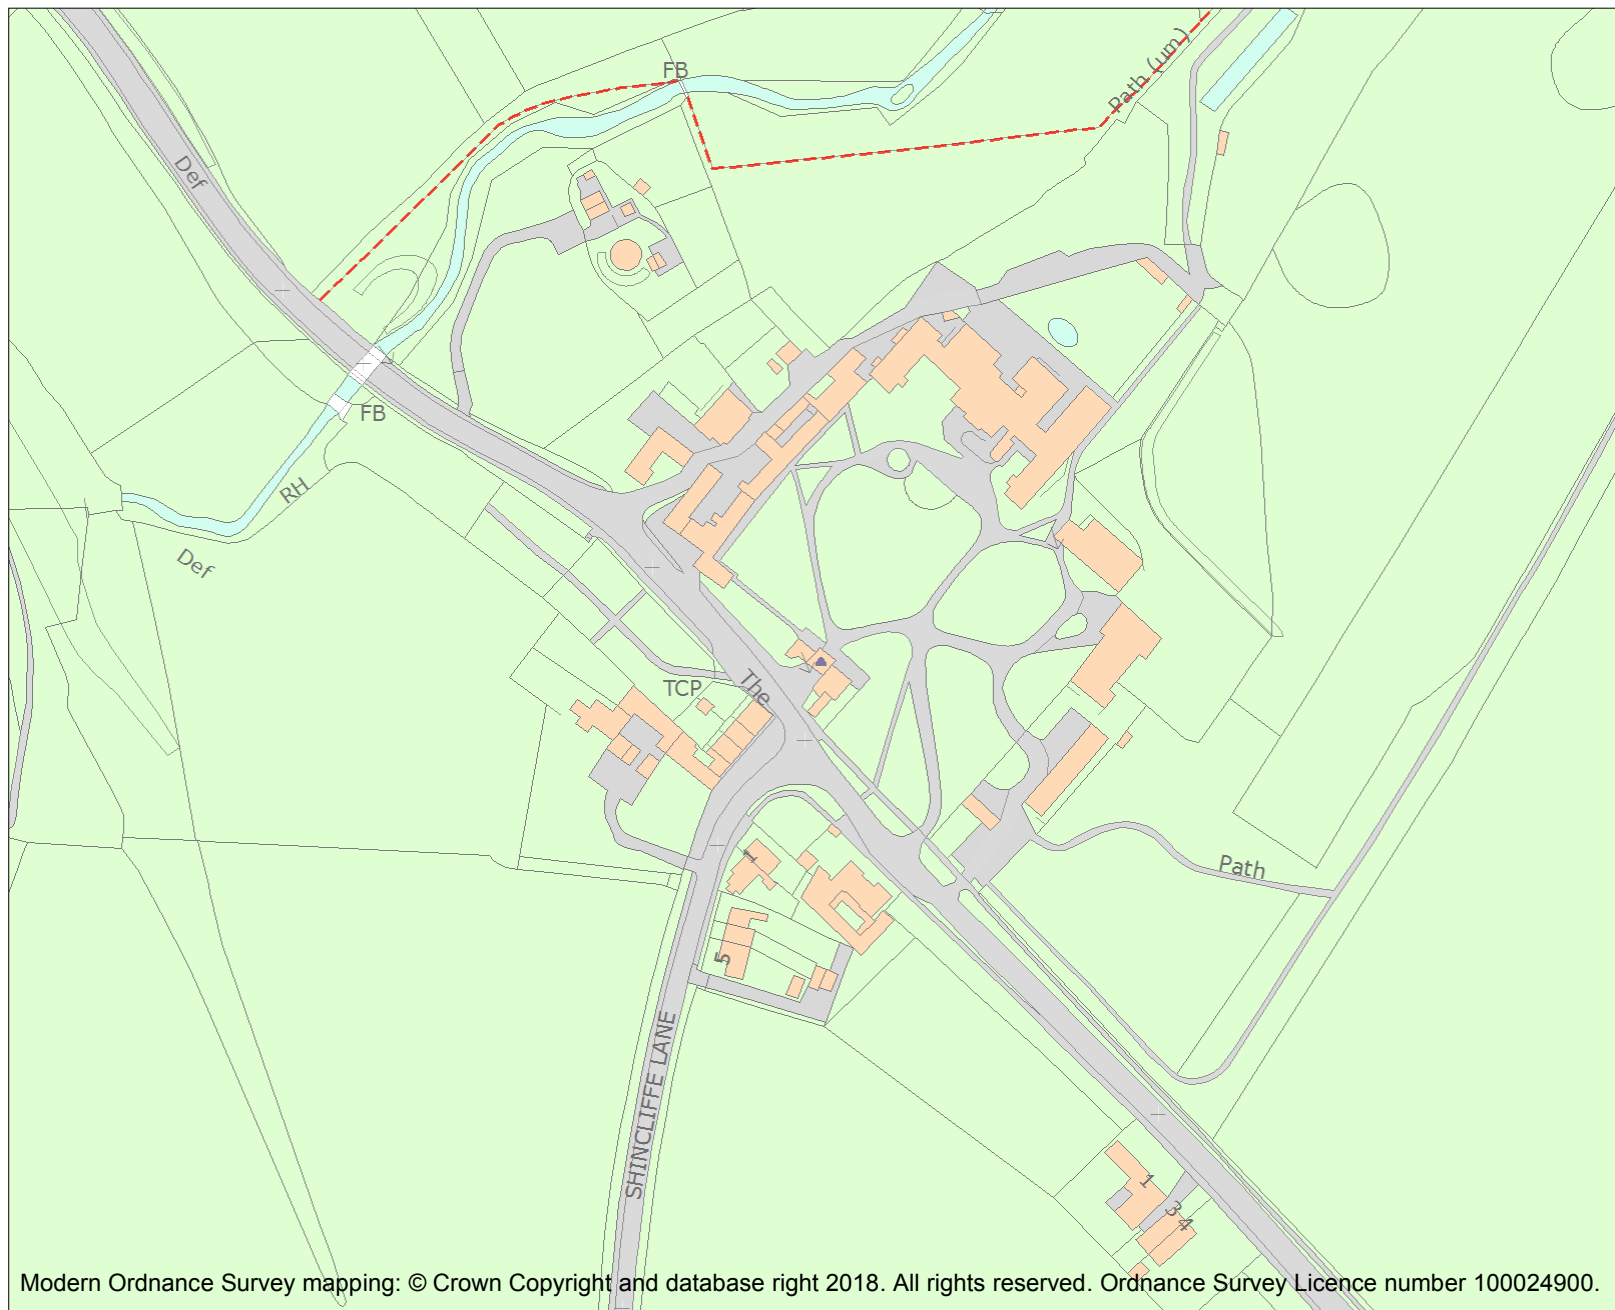 FB
Path (um)
Def
FB
RH
Def
TCP
The
1
Path
5
SHINCLIFFE LANE
1
3 4
Modern Ordnance Survey mapping: © Crown Copyright and database right 2018. All rights reserved. Ordnance Survey Licence number 100024900.